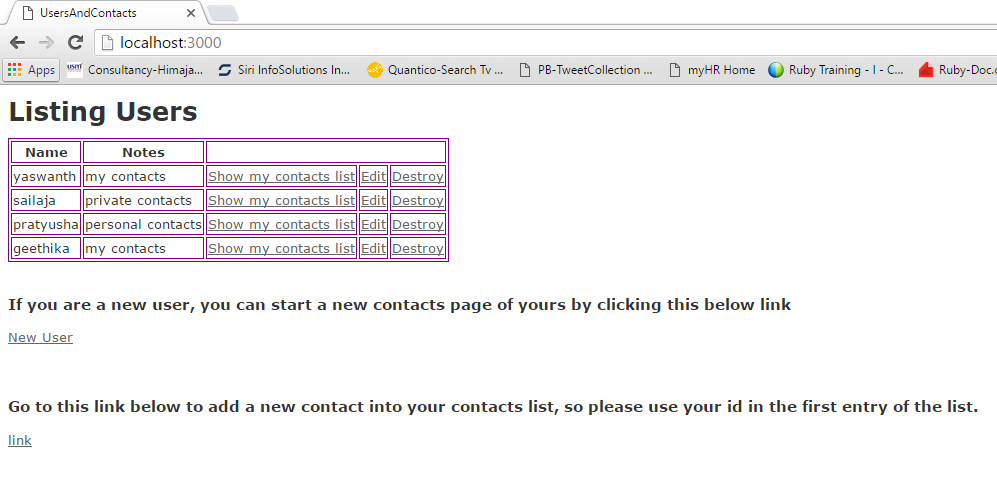 UsersAndContacts
localhost:3000
Apps Consultancy-Himaja... Siri InfoSolutions In... Quantico-Search Tv ... PB-TweetCollection ... myHR Home Ruby Training - I - C... Ruby-Doc.o
Listing Users
Name Notes
yaswanth my contacts Show my contacts list Edit Destroy
sailaja private contacts Show my contacts list Edit Destroy
pratyusha personal contacts Show my contacts list Edit Destroy
geethika my contacts Show my contacts list Edit Destroy
If you are a new user, you can start a new contacts page of yours by clicking this below link
New User
Go to this link below to add a new contact into your contacts list, so please use your id in the first entry of the list.
link